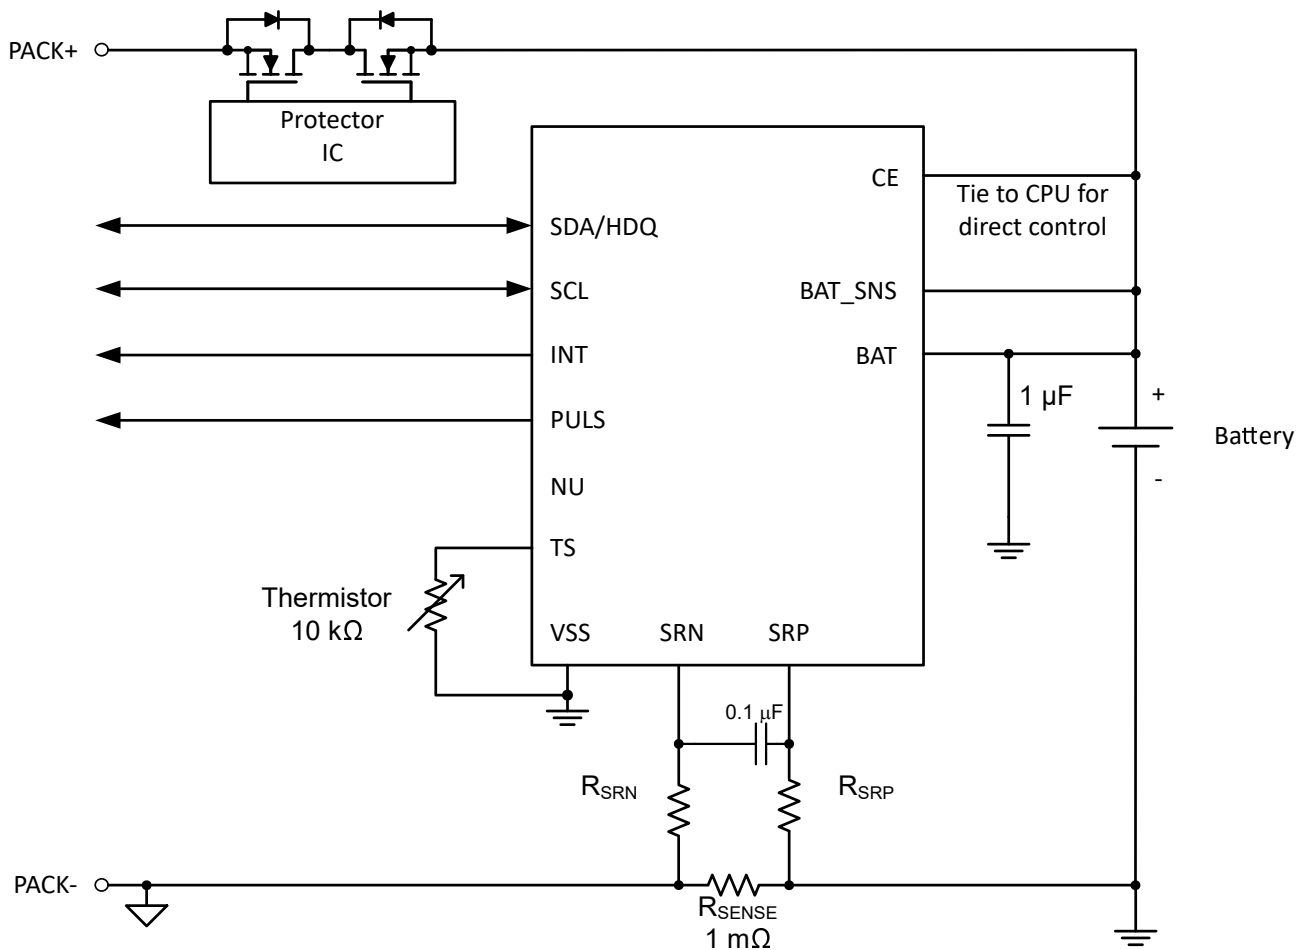 PACK+
Protector
IC
CE
Tie to CPU for
direct control
SDA/HDQ
SCL
BAT_SNS
INT
BAT
1 µF
+
Battery
-
PULS
NU
TS
Thermistor
10 kΩ
VSS
SRN
SRP
0.1 µF
RSRN
RSRP
PACK-
RSENSE
1 mΩ